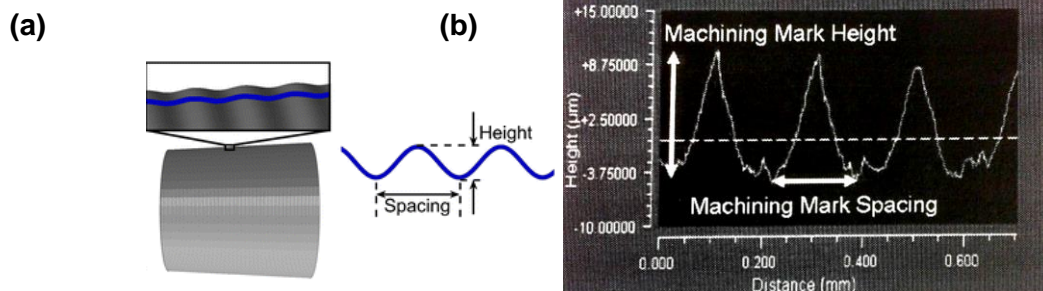 (a)
(b)
Height
Spacing
+15.00000
+8.75000
+2.50000
-3.75000
-10.00000
Height (µm)
Machining Mark Height
Machining Mark Spacing
0.000
0.200
0.400
0.600
Distance (mm)